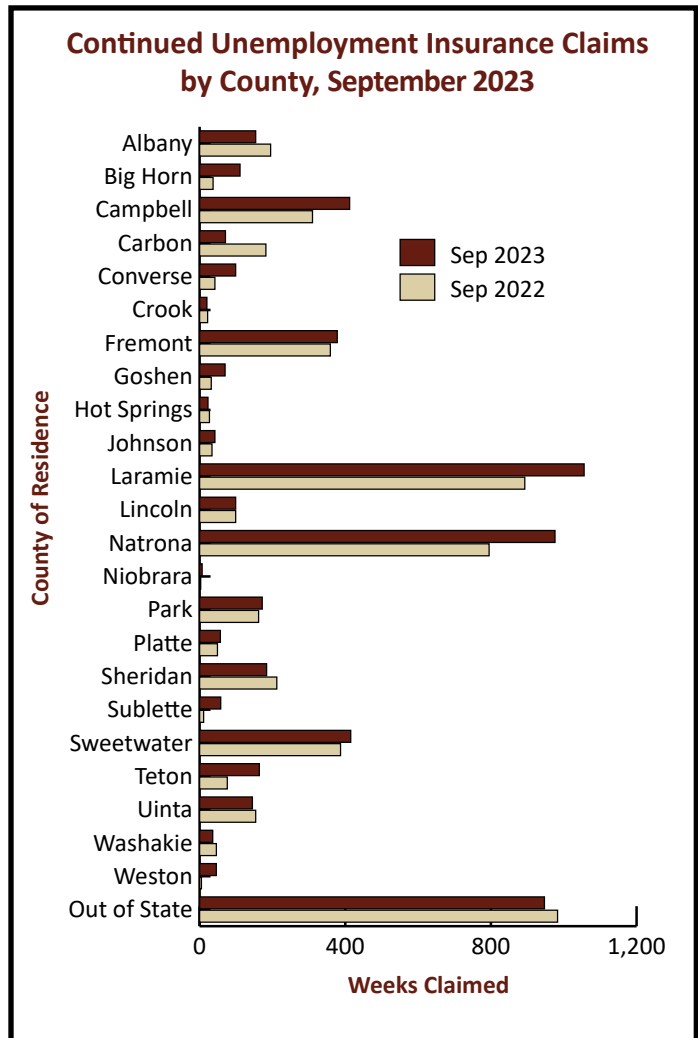 Continued Unemployment Insurance Claims
by County, September 2023
Albany
Big Horn
Campbell
Carbon
Converse
Crook
Fremont
Goshen
Hot Springs
Johnson
Laramie
Lincoln
Natrona
Niobrara
Park
Platte
Sheridan
Sublette
Sweetwater
Teton
Uinta
Washakie
Weston
Out of State
Sep 2023
Sep 2022
County of Residence
0
400
800
1,200
Weeks Claimed